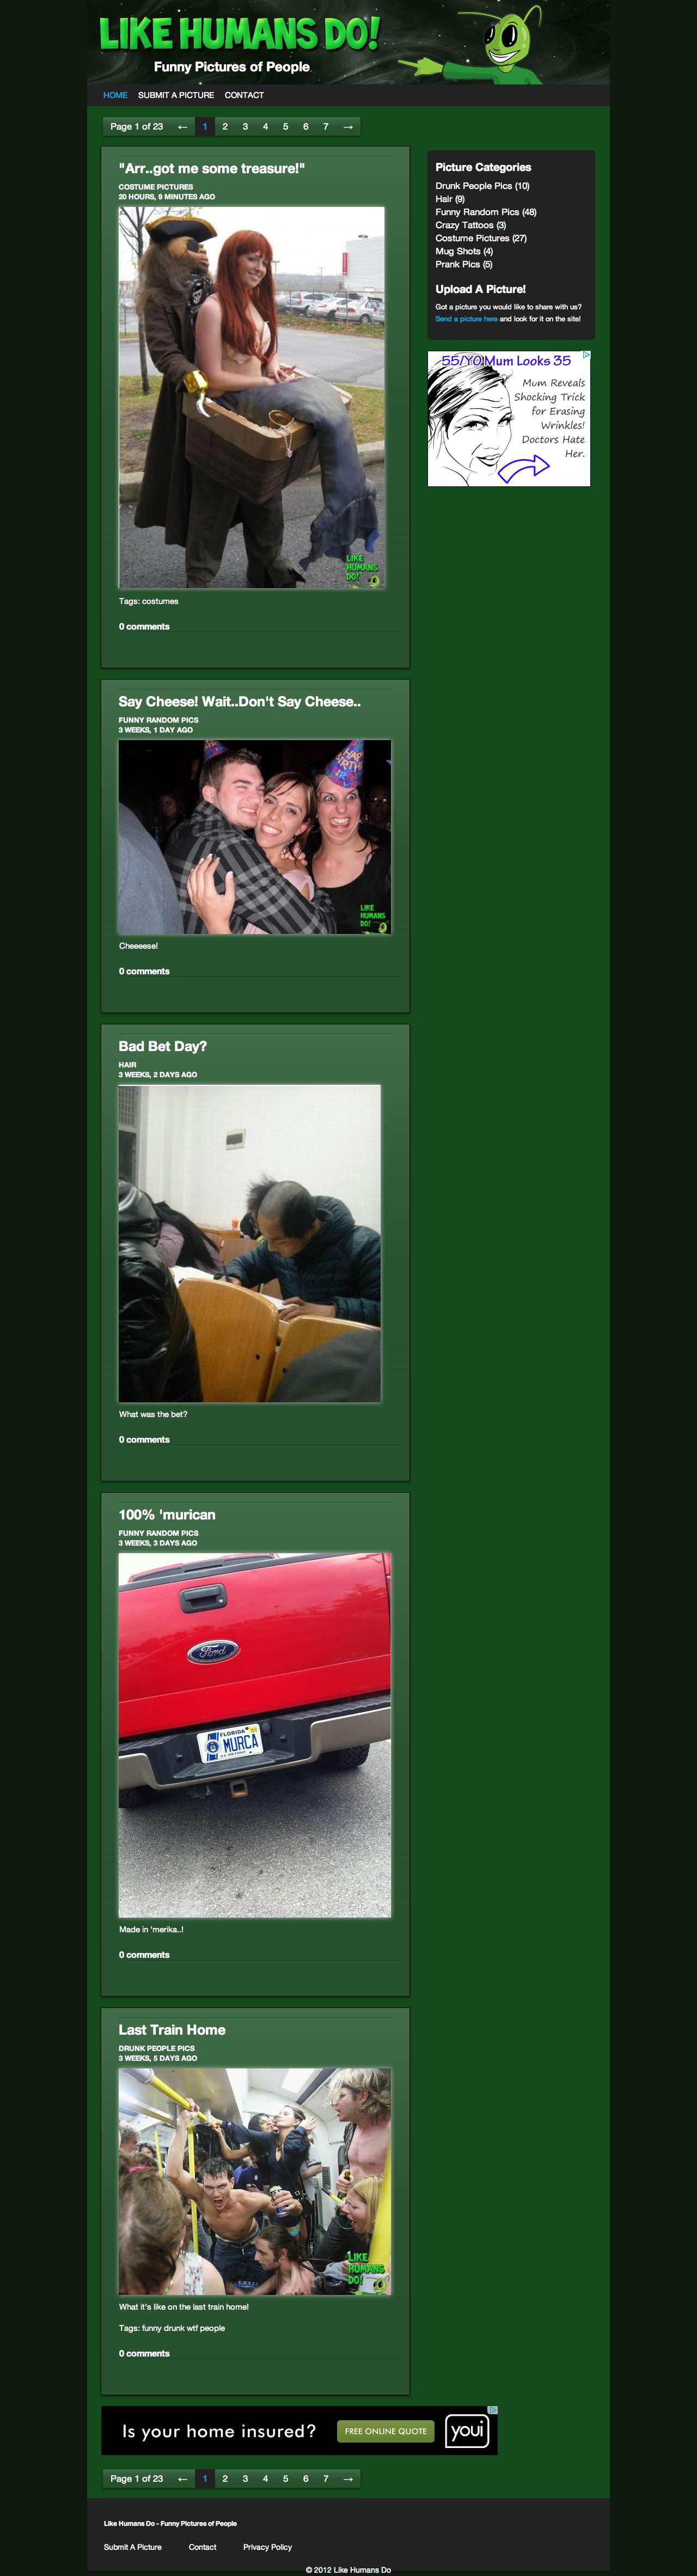 LIKE HUMANS DO!
Funny Pictures of People
HOME SUBMIT A PICTURE CONTACT
Page 1 of 23 ← 1 2 3 4 5 6 7 →
"Arr..got me some treasure!"
COSTUME PICTURES
20 HOURS, 9 MINUTES AGO
LIKE
HUMANS
DO!
Tags: costumes
0 comments
Picture Categories
Drunk People Pics (10)
Hair (9)
Funny Random Pics (48)
Crazy Tattoos (3)
Costume Pictures (27)
Mug Shots (4)
Prank Pics (5)
Upload A Picture!
Got a picture you would like to share with us?
Send a picture here and look for it on the site!
55/YO Mum Looks 35
Mum Reveals
Shocking Trick
for Erasing
Wrinkles!
Doctors Hate
Her.
Say Cheese! Wait..Don't Say Cheese..
FUNNY RANDOM PICS
3 WEEKS, 1 DAY AGO
LIKE
HUMANS
DO!
Cheeeese!
0 comments
Bad Bet Day?
HAIR
3 WEEKS, 2 DAYS AGO
What was the bet?
0 comments
100% 'murican
FUNNY RANDOM PICS
3 WEEKS, 3 DAYS AGO
Ford
FLORIDA
MURCA
Made in 'merika..!
0 comments
Last Train Home
DRUNK PEOPLE PICS
3 WEEKS, 5 DAYS AGO
LIKE
HUMANS
DO!
What it's like on the last train home!
Tags: funny drunk wtf people
0 comments
Is your home insured? FREE ONLINE QUOTE youi
Page 1 of 23 ← 1 2 3 4 5 6 7 →
Like Humans Do - Funny Pictures of People
Submit A Picture Contact Privacy Policy
© 2012 Like Humans Do